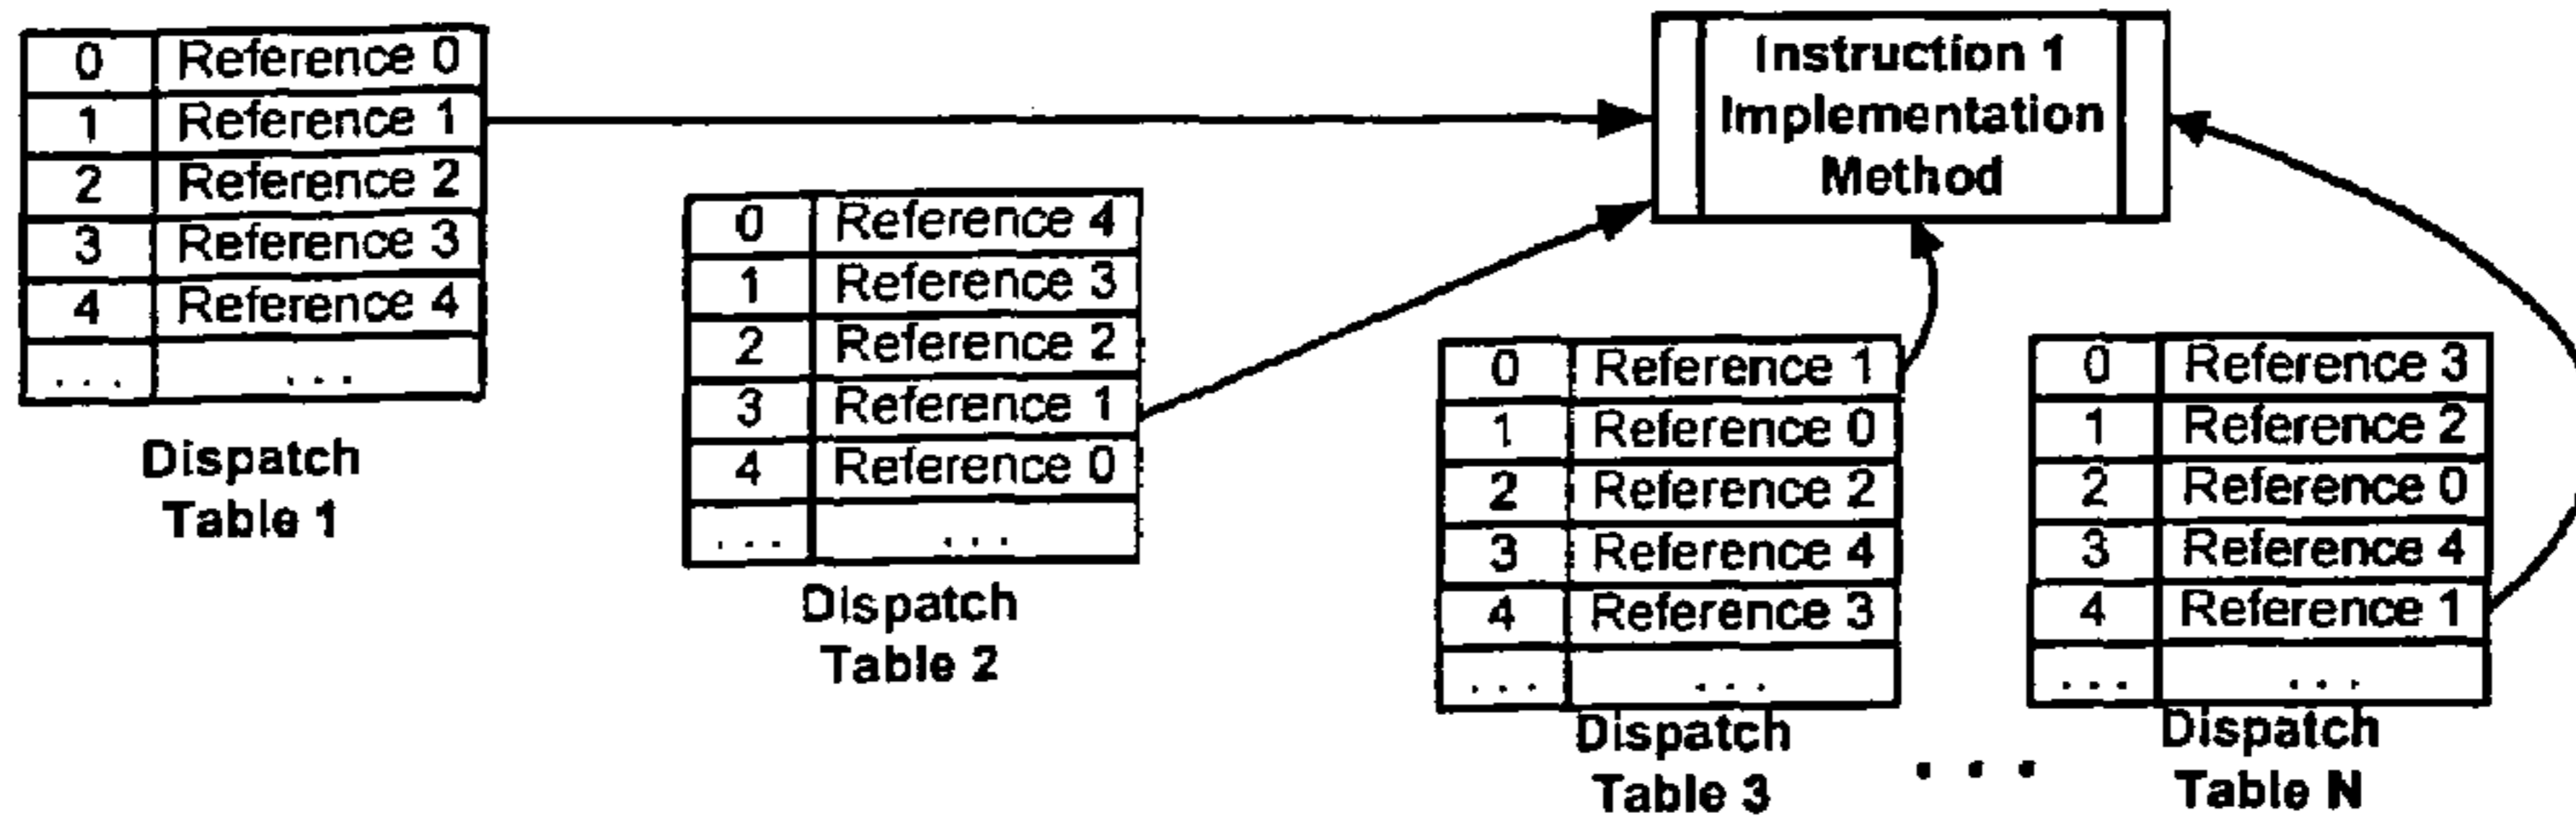 0 Reference 0
1 Reference 1
2 Reference 2
3 Reference 3
4 Reference 4
... ...
Dispatch
Table 1
0 Reference 4
1 Reference 3
2 Reference 2
3 Reference 1
4 Reference 0
... ...
Dispatch
Table 2
Instruction 1
Implementation
Method
0 Reference 1
1 Reference 0
2 Reference 2
3 Reference 4
4 Reference 3
... ...
Dispatch
Table 3
...
0 Reference 3
1 Reference 2
2 Reference 0
3 Reference 4
4 Reference 1
... ...
Dispatch
Table N